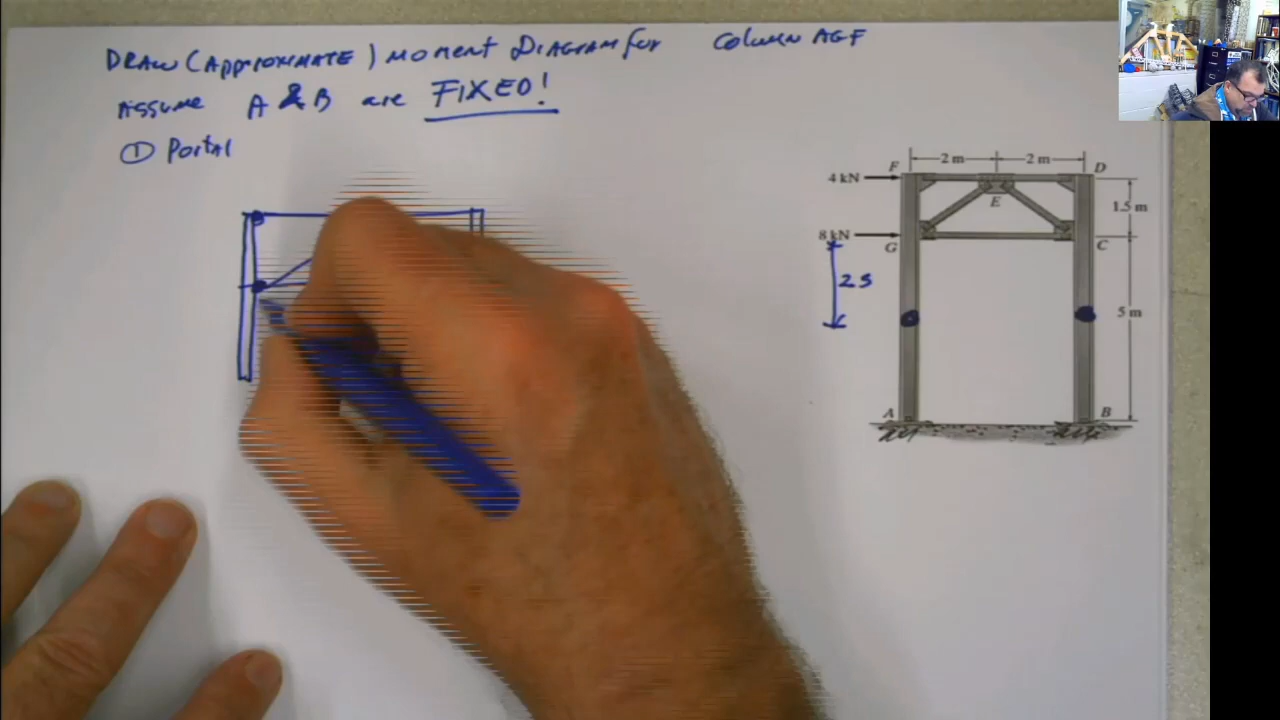 DRAW (APPROXIMATE) MOMENT DIAGRAM for COLUMN AGF
ASSUME A & B are FIXED!
① Portal
2 m 2 m
F D
4 kN
E
1.5 m
8 kN
G C
2 5
5 m
A B